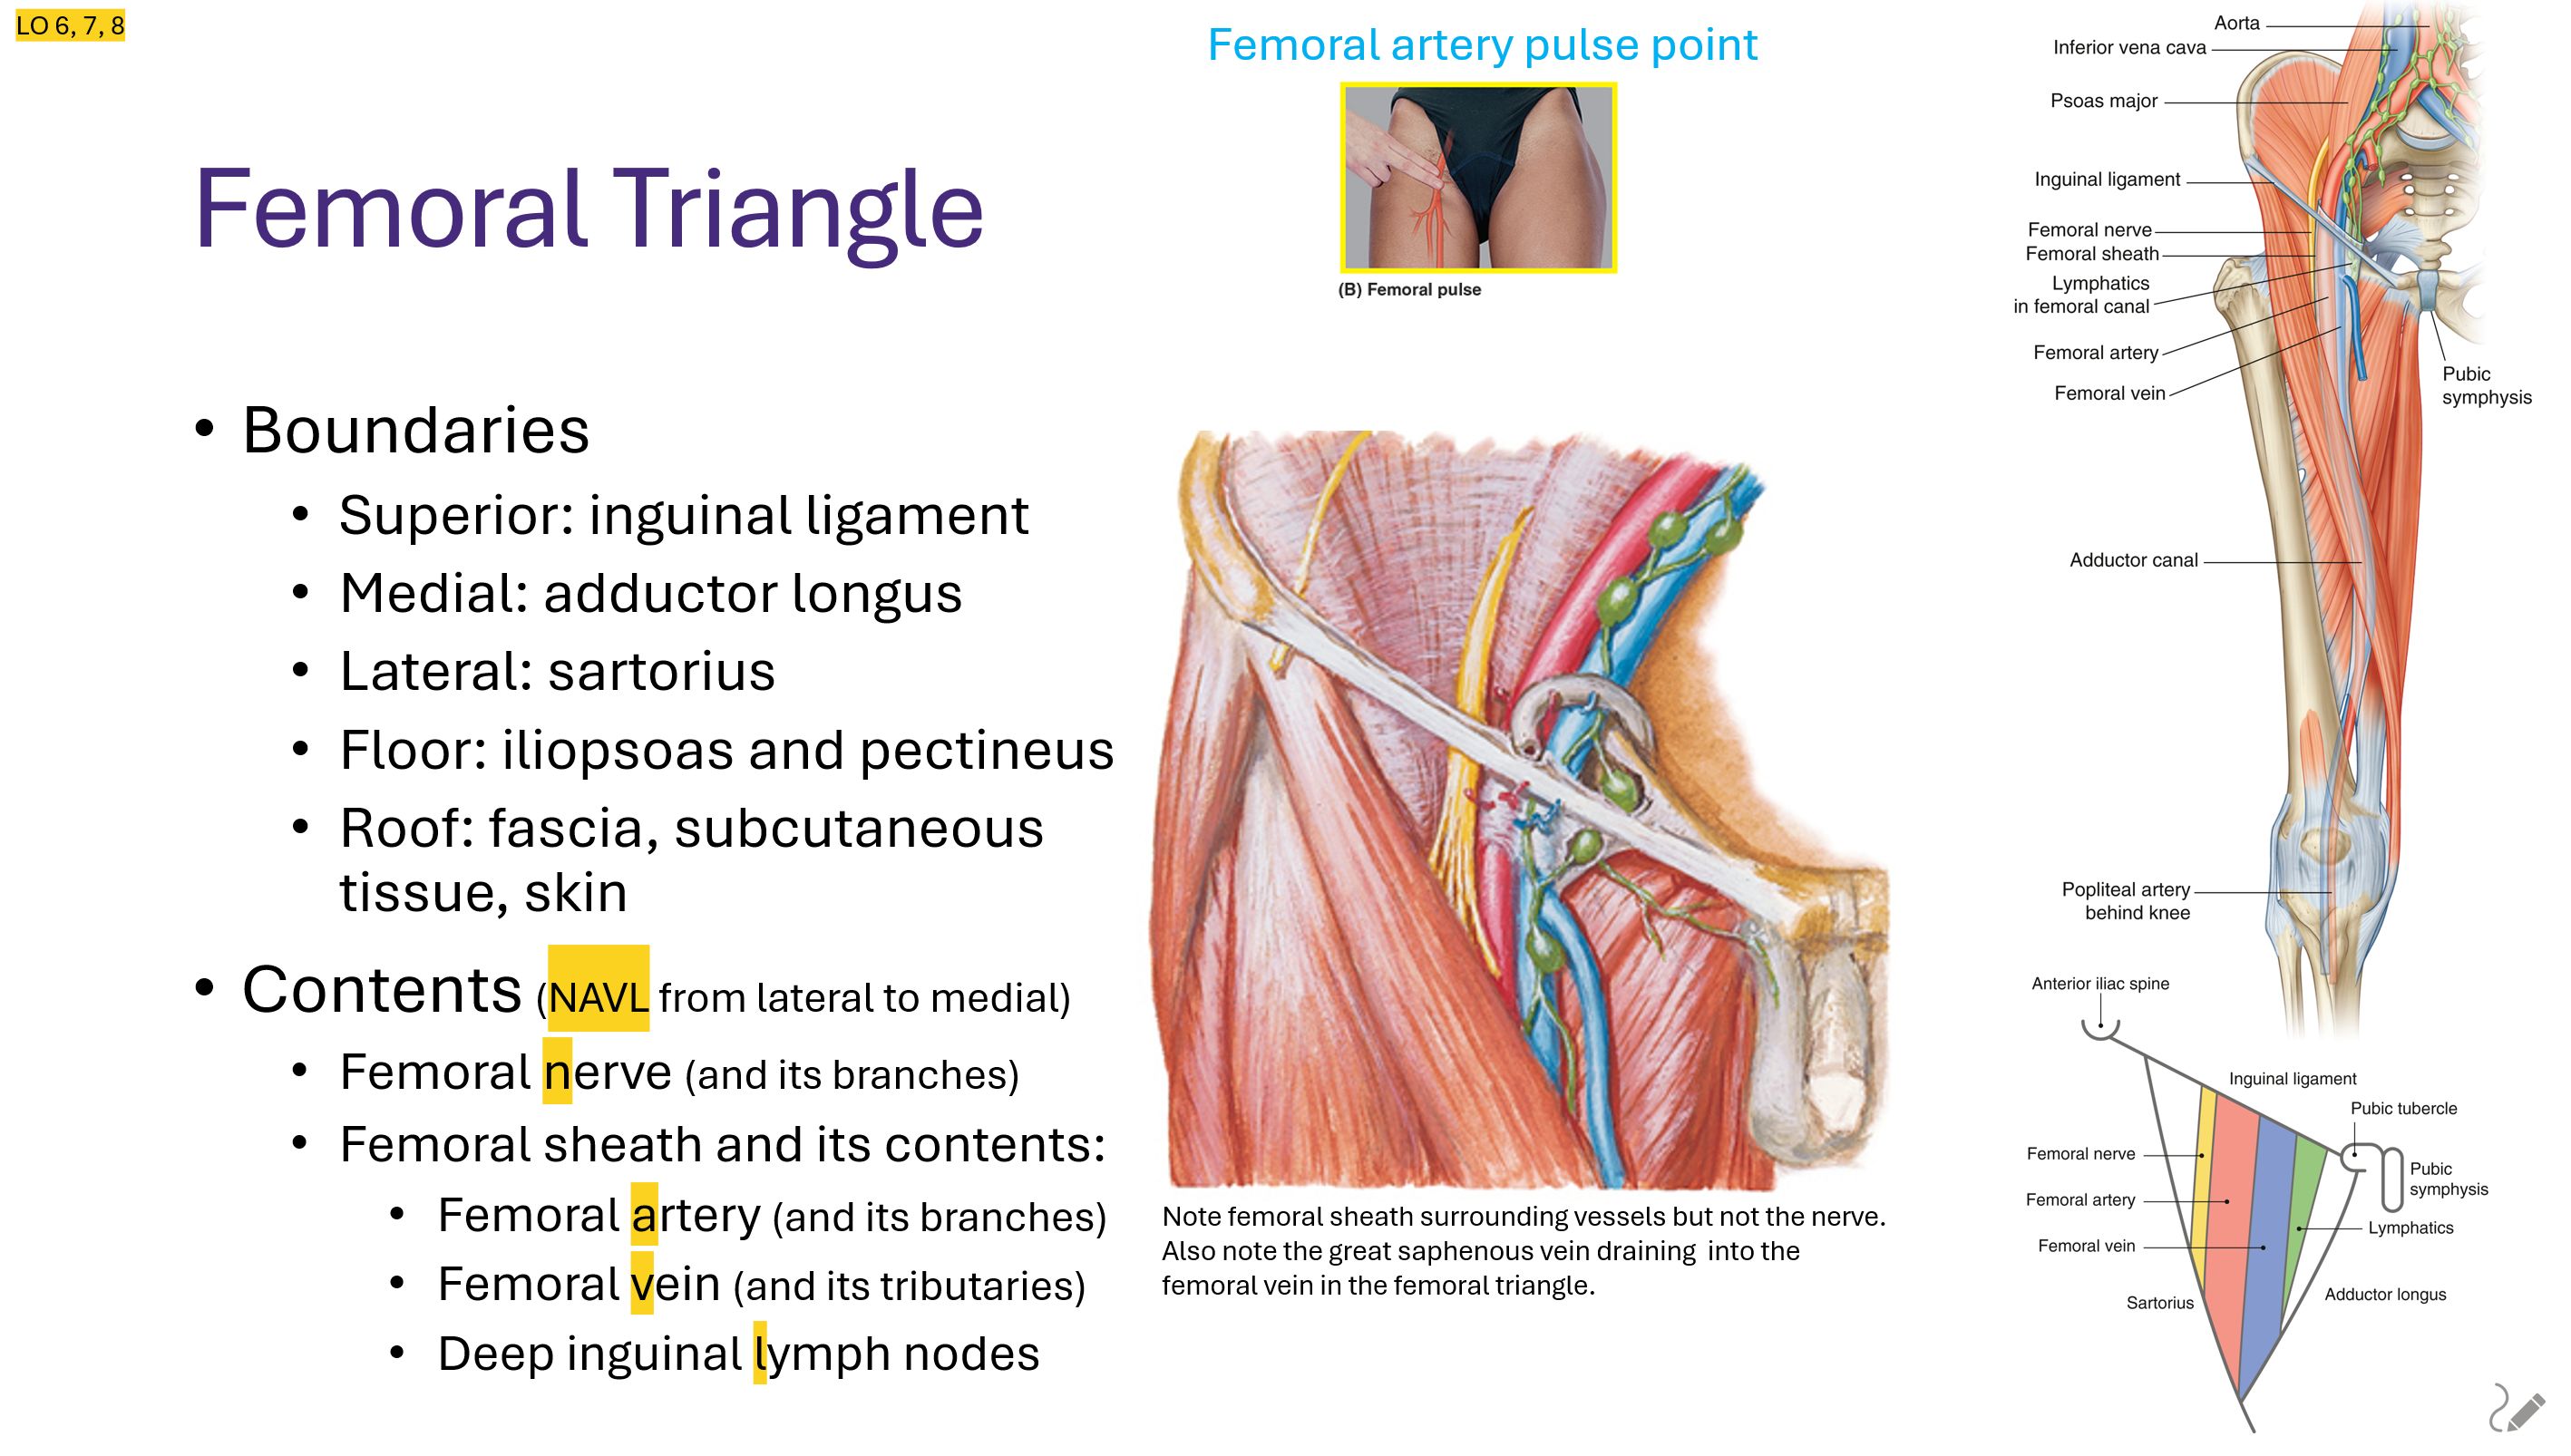 LO 6, 7, 8
Femoral Triangle
• Boundaries
• Superior: inguinal ligament
• Medial: adductor longus
• Lateral: sartorius
• Floor: iliopsoas and pectineus
• Roof: fascia, subcutaneous
tissue, skin
• Contents (NAVL from lateral to medial)
• Femoral nerve (and its branches)
• Femoral sheath and its contents:
• Femoral artery (and its branches)
• Femoral vein (and its tributaries)
• Deep inguinal lymph nodes
Femoral artery pulse point
(B) Femoral pulse
Note femoral sheath surrounding vessels but not the nerve.
Also note the great saphenous vein draining  into the
femoral vein in the femoral triangle.
Aorta
Inferior vena cava
Psoas major
Inguinal ligament
Femoral nerve
Femoral sheath
Lymphatics
in femoral canal
Femoral artery
Femoral vein
Pubic
symphysis
Adductor canal
Popliteal artery
behind knee
Anterior iliac spine
Inguinal ligament
Pubic tubercle
Femoral nerve
Pubic
symphysis
Femoral artery
Lymphatics
Femoral vein
Adductor longus
Sartorius